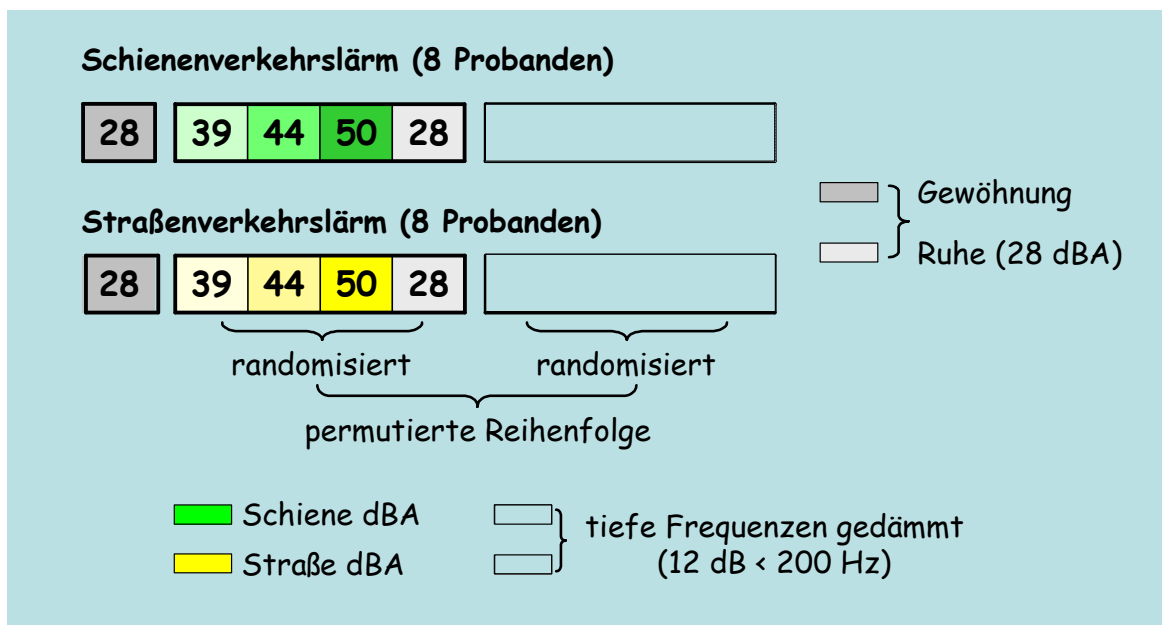 Schienenverkehrslärm (8 Probanden)
28 39 44 50 28
Straßenverkehrslärm (8 Probanden)
28 39 44 50 28
randomisiert randomisiert
permutierte Reihenfolge
Gewöhnung
Ruhe (28 dBA)
Schiene dBA
Straße dBA
tiefe Frequenzen gedämmt
(12 dB < 200 Hz)